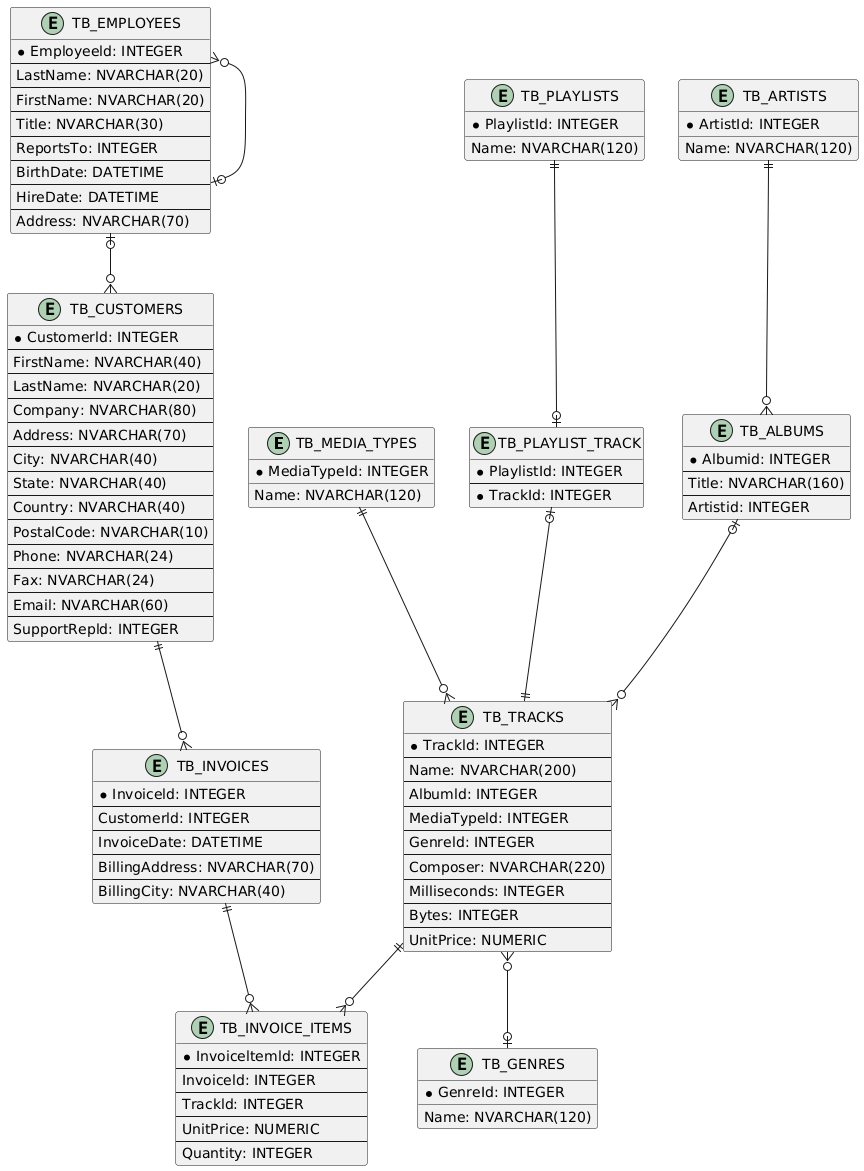 E TB_EMPLOYEES
* EmployeeId: INTEGER
LastName: NVARCHAR(20)
FirstName: NVARCHAR(20)
Title: NVARCHAR(30)
ReportsTo: INTEGER
BirthDate: DATETIME
HireDate: DATETIME
Address: NVARCHAR(70)
E TB_PLAYLISTS
* PlaylistId: INTEGER
Name: NVARCHAR(120)
E TB_ARTISTS
* ArtistId: INTEGER
Name: NVARCHAR(120)
E TB_CUSTOMERS
* CustomerId: INTEGER
FirstName: NVARCHAR(40)
LastName: NVARCHAR(20)
Company: NVARCHAR(80)
Address: NVARCHAR(70)
City: NVARCHAR(40)
State: NVARCHAR(40)
Country: NVARCHAR(40)
PostalCode: NVARCHAR(10)
Phone: NVARCHAR(24)
Fax: NVARCHAR(24)
Email: NVARCHAR(60)
SupportRepId: INTEGER
E TB_MEDIA_TYPES
* MediaTypeId: INTEGER
Name: NVARCHAR(120)
E TB_PLAYLIST_TRACK
* PlaylistId: INTEGER
* TrackId: INTEGER
E TB_ALBUMS
* Albumid: INTEGER
Title: NVARCHAR(160)
Artistid: INTEGER
E TB_TRACKS
* TrackId: INTEGER
Name: NVARCHAR(200)
AlbumId: INTEGER
MediaTypeId: INTEGER
GenreId: INTEGER
Composer: NVARCHAR(220)
Milliseconds: INTEGER
Bytes: INTEGER
UnitPrice: NUMERIC
E TB_INVOICES
* InvoiceId: INTEGER
CustomerId: INTEGER
InvoiceDate: DATETIME
BillingAddress: NVARCHAR(70)
BillingCity: NVARCHAR(40)
E TB_INVOICE_ITEMS
* InvoiceItemId: INTEGER
InvoiceId: INTEGER
TrackId: INTEGER
UnitPrice: NUMERIC
Quantity: INTEGER
E TB_GENRES
* GenreId: INTEGER
Name: NVARCHAR(120)